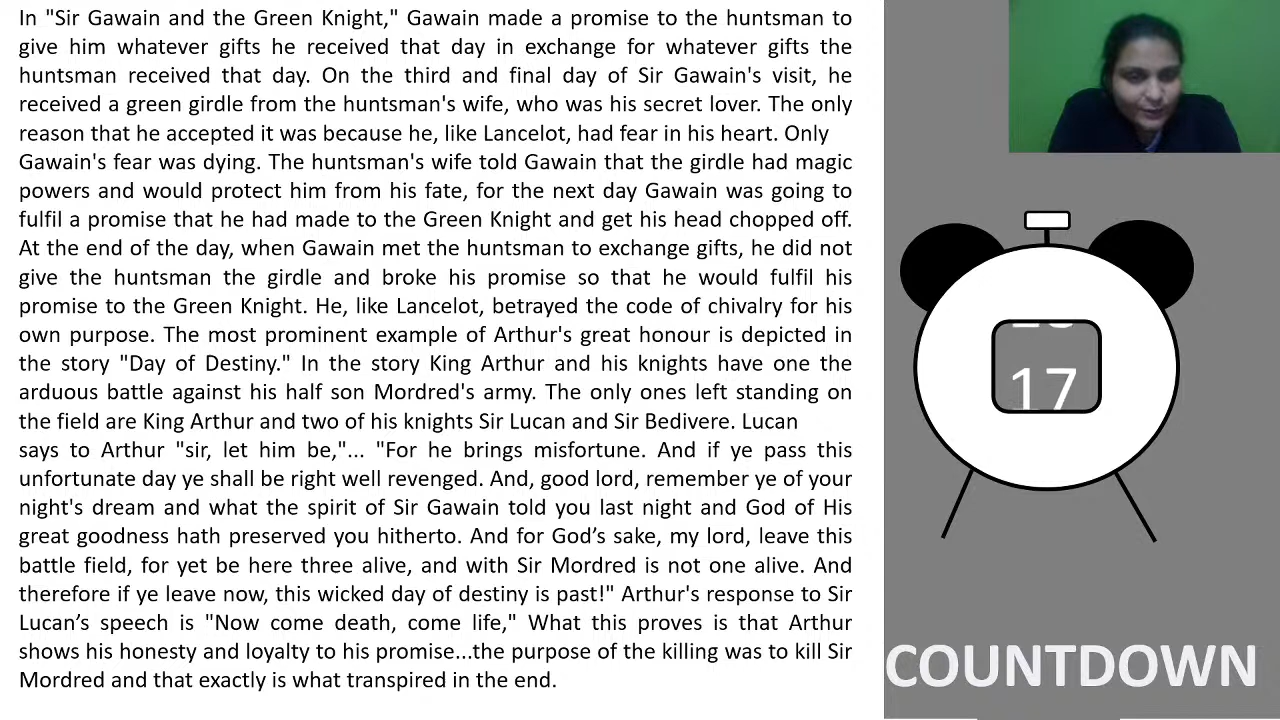 In "Sir Gawain and the Green Knight," Gawain made a promise to the huntsman to
give him whatever gifts he received that day in exchange for whatever gifts the
huntsman received that day. On the third and final day of Sir Gawain's visit, he
received a green girdle from the huntsman's wife, who was his secret lover. The only
reason that he accepted it was because he, like Lancelot, had fear in his heart. Only
Gawain's fear was dying. The huntsman's wife told Gawain that the girdle had magic
powers and would protect him from his fate, for the next day Gawain was going to
fulfil a promise that he had made to the Green Knight and get his head chopped off.
At the end of the day, when Gawain met the huntsman to exchange gifts, he did not
give the huntsman the girdle and broke his promise so that he would fulfil his
promise to the Green Knight. He, like Lancelot, betrayed the code of chivalry for his
own purpose. The most prominent example of Arthur's great honour is depicted in
the story "Day of Destiny." In the story King Arthur and his knights have one the
arduous battle against his half son Mordred's army. The only ones left standing on
the field are King Arthur and two of his knights Sir Lucan and Sir Bedivere. Lucan
says to Arthur "sir, let him be,"... "For he brings misfortune. And if ye pass this
unfortunate day ye shall be right well revenged. And, good lord, remember ye of your
night's dream and what the spirit of Sir Gawain told you last night and God of His
great goodness hath preserved you hitherto. And for God’s sake, my lord, leave this
battle field, for yet be here three alive, and with Sir Mordred is not one alive. And
therefore if ye leave now, this wicked day of destiny is past!" Arthur's response to Sir
Lucan’s speech is "Now come death, come life," What this proves is that Arthur
shows his honesty and loyalty to his promise...the purpose of the killing was to kill Sir
Mordred and that exactly is what transpired in the end.
17
COUNTDOWN